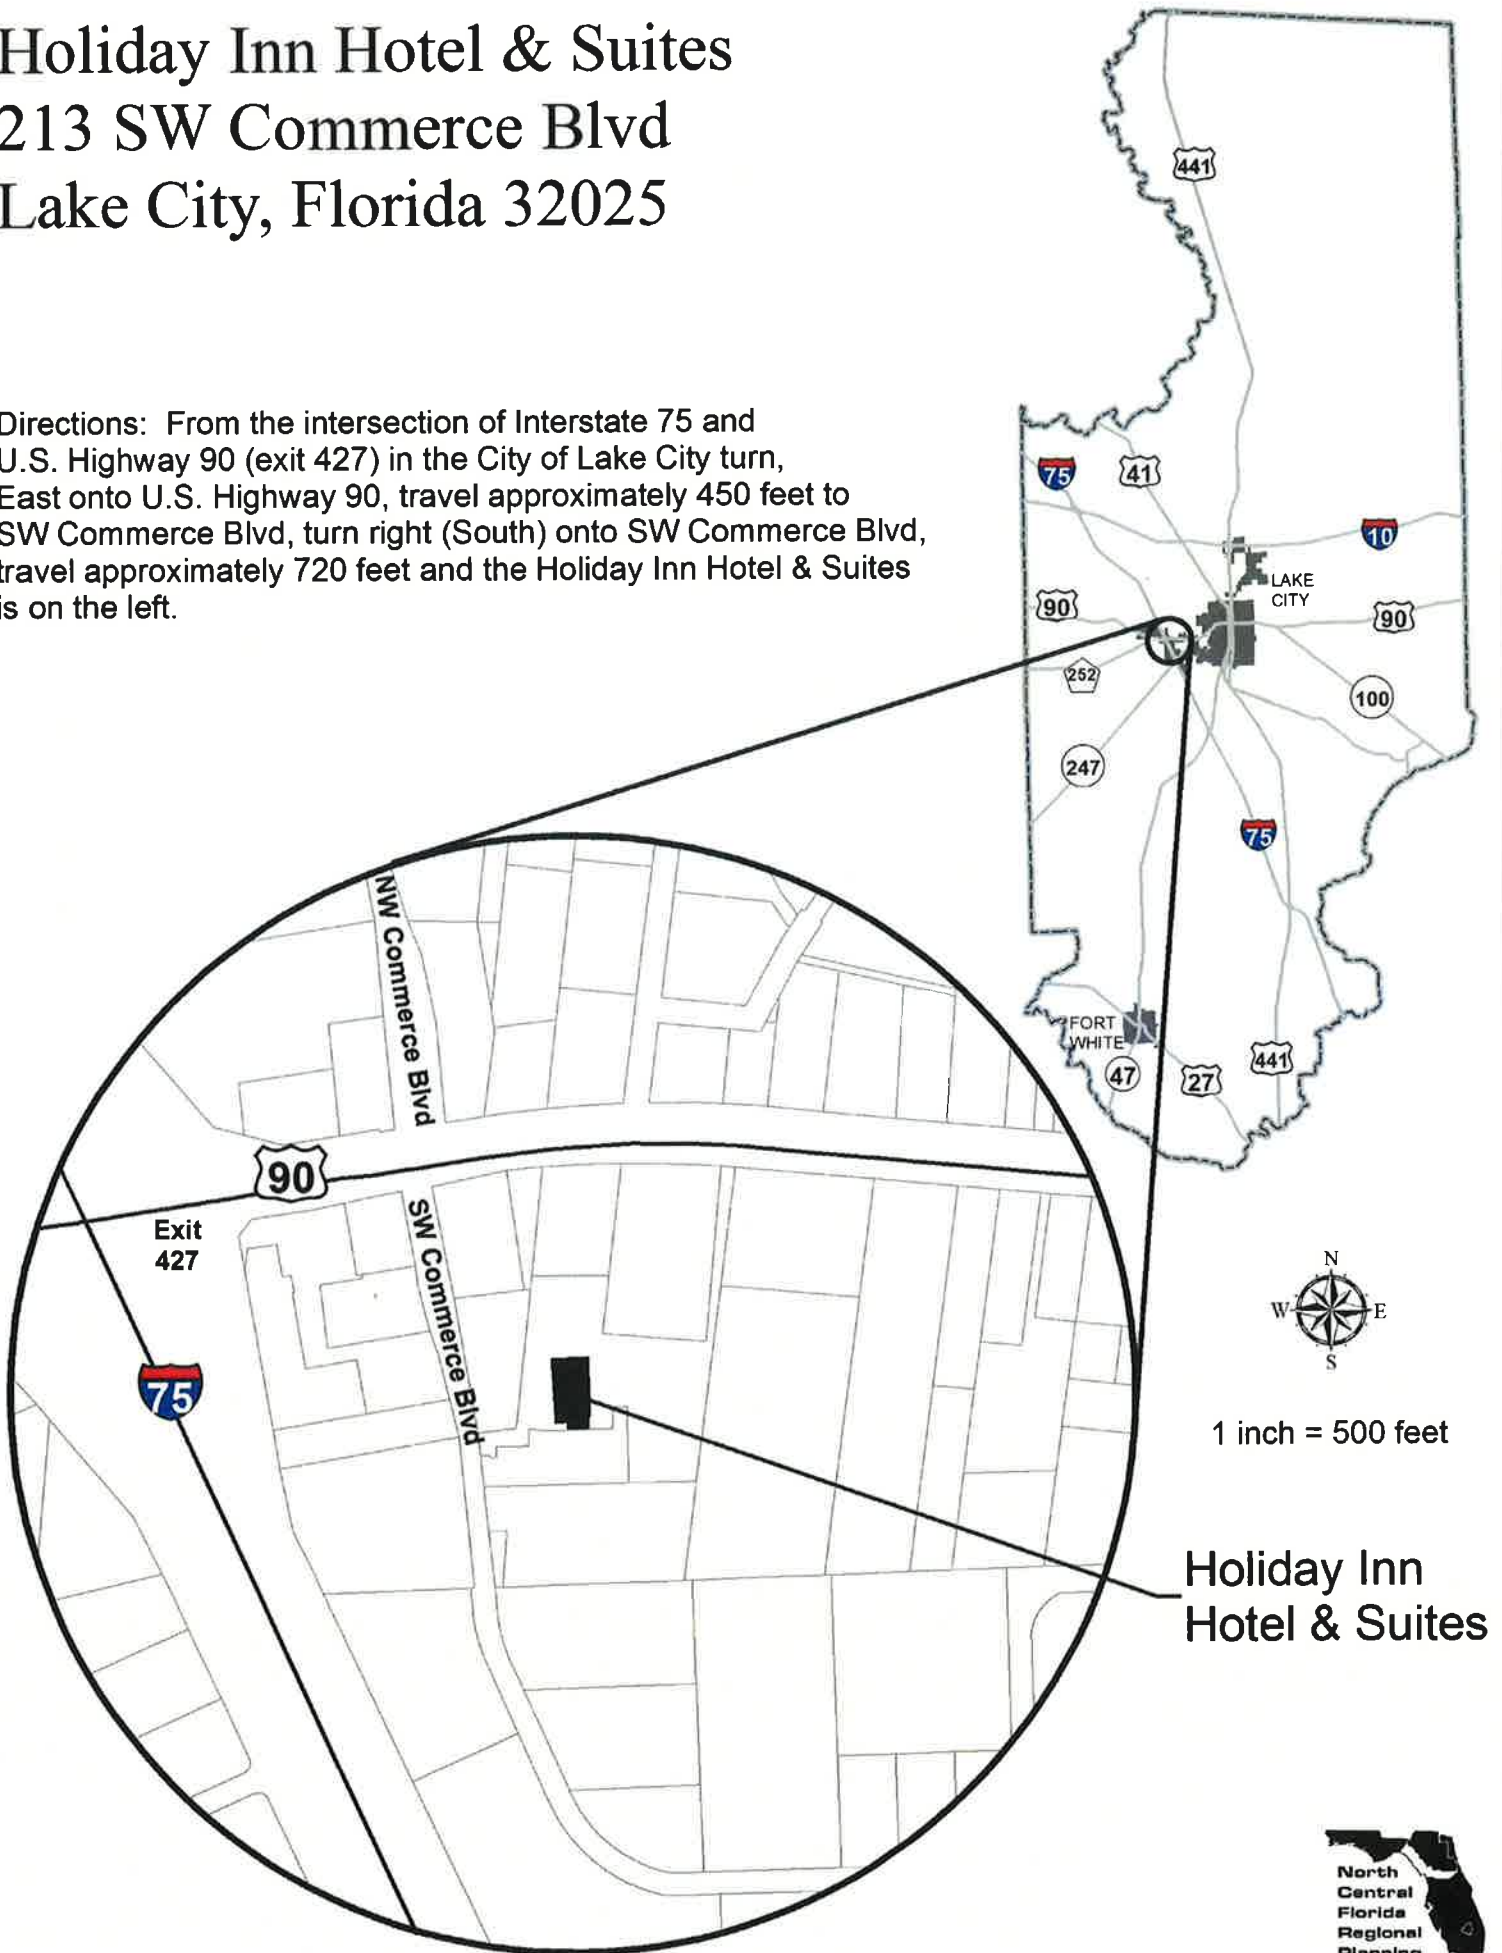 Holiday Inn Hotel & Suites
213 SW Commerce Blvd
Lake City, Florida 32025
Directions: From the intersection of Interstate 75 and
U.S. Highway 90 (exit 427) in the City of Lake City turn,
East onto U.S. Highway 90, travel approximately 450 feet to
SW Commerce Blvd, turn right (South) onto SW Commerce Blvd,
travel approximately 720 feet and the Holiday Inn Hotel & Suites
is on the left.
441
75
41
10
LAKE
CITY
90
90
252
100
247
75
FORT
WHITE
47
27
441
NW Commerce Blvd
90
Exit
427
SW Commerce Blvd
75
N
W
E
S
1 inch = 500 feet
Holiday Inn
Hotel & Suites
North
Central
Florida
Regional
Planning